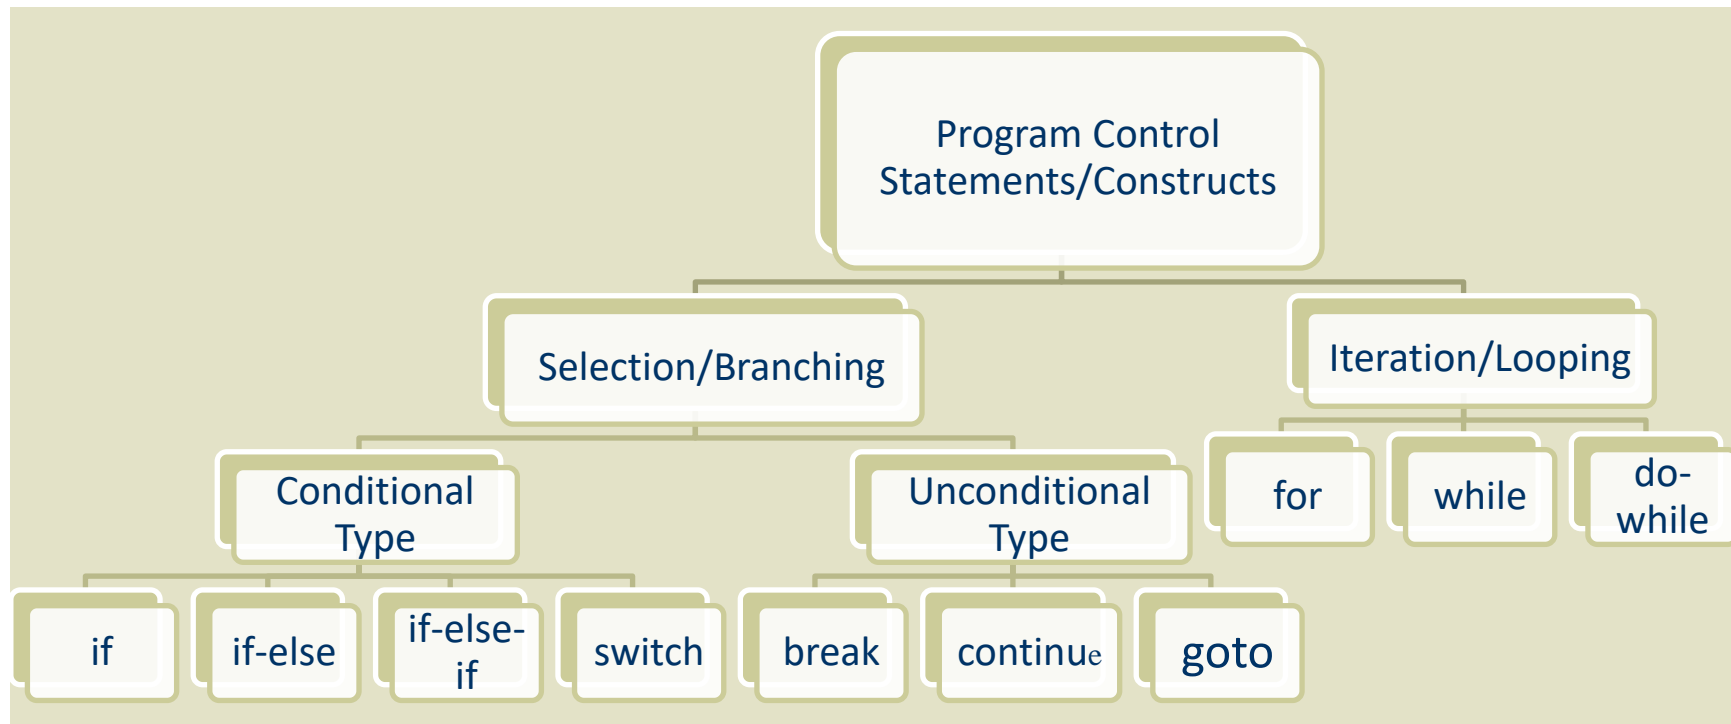 Program Control
Statements/Constructs
Selection/Branching
Iteration/Looping
Conditional
Type
Unconditional
Type
for
while
do-
while
if
if-else
if-else-
if
switch
break
continue
goto